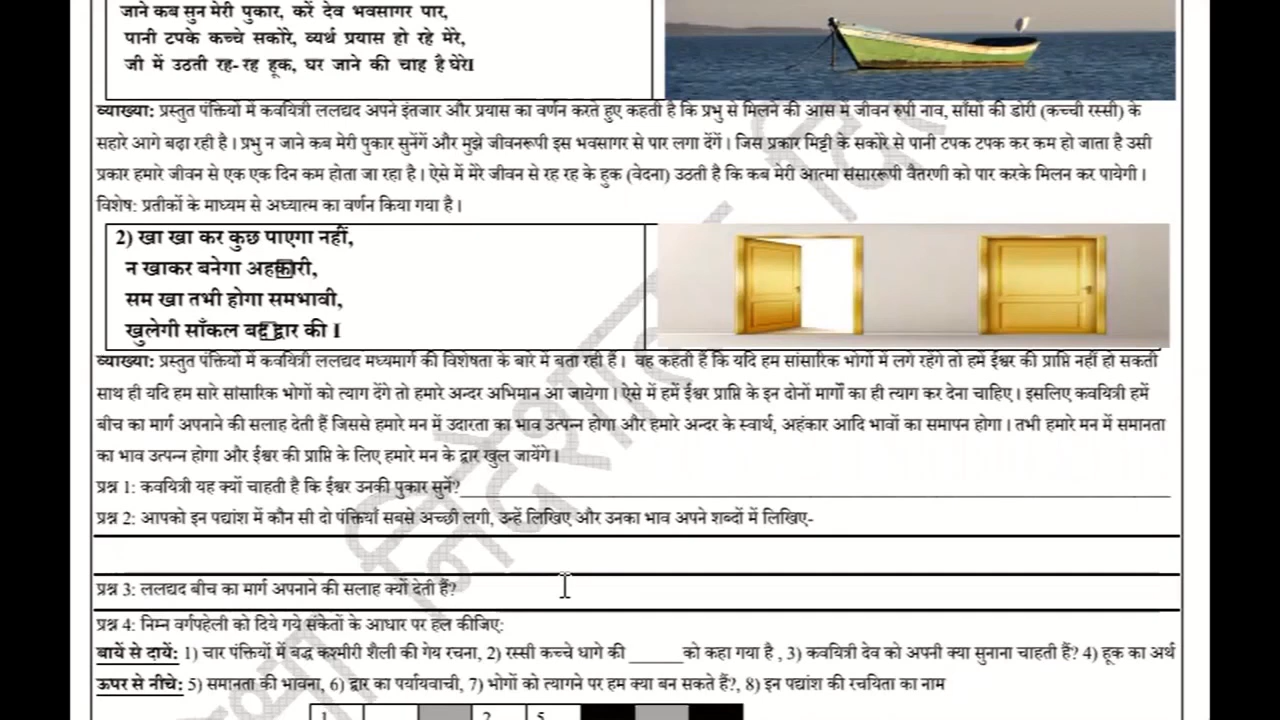 जाने कब सुन मेरी पुकार, करें देव भवसागर पार,
पानी टपके कच्चे सकोरे, व्यर्थ प्रयास हो रहे मेरे,
जी में उठती रह-रह हूक, घर जाने की चाह है घेरे।
व्याख्या: प्रस्तुत पंक्तियों में कवयित्री ललद्यद अपने इंतजार और प्रयास का वर्णन करते हुए कहती है कि प्रभु से मिलने की आस में जीवन रुपी नाव, साँसों की डोरी (कच्ची रस्सी) के
सहारे आगे बढ़ा रही है। प्रभु न जाने कब मेरी पुकार सुनेंगें और मुझे जीवनरूपी इस भवसागर से पार लगा देंगें। जिस प्रकार मिट्टी के सकोरे से पानी टपक टपक कर कम हो जाता है उसी
प्रकार हमारे जीवन से एक एक दिन कम होता जा रहा है। ऐसे में मेरे जीवन से रह रह के हुक (वेदना) उठती है कि कब मेरी आत्मा संसाररूपी वैतरणी को पार करके मिलन कर पायेगी।
विशेष: प्रतीकों के माध्यम से अध्यात्म का वर्णन किया गया है।
2) खा खा कर कुछ पाएगा नहीं,
न खाकर बनेगा अहंकारी,
सम खा तभी होगा समभावी,
खुलेगी साँकल बंद द्वार की I
व्याख्या: प्रस्तुत पंक्तियों में कवयित्री ललद्यद मध्यमार्ग की विशेषता के बारे में बता रही हैं। वह कहती हैं कि यदि हम सांसारिक भोगों में लगे रहेंगे तो हमें ईश्वर की प्राप्ति नहीं हो सकती
साथ ही यदि हम सारे सांसारिक भोगों को त्याग देंगे तो हमारे अन्दर अभिमान आ जायेगा। ऐसे में हमें ईश्वर प्राप्ति के इन दोनों मार्गों का ही त्याग कर देना चाहिए। इसलिए कवयित्री हमें
बीच का मार्ग अपनाने की सलाह देती हैं जिससे हमारे मन में उदारता का भाव उत्पन्न होगा और हमारे अन्दर के स्वार्थ, अहंकार आदि भावों का समापन होगा। तभी हमारे मन में समानता
का भाव उत्पन्न होगा और ईश्वर की प्राप्ति के लिए हमारे मन के द्वार खुल जायेंगे।
प्रश्न 1: कवयित्री यह क्यों चाहती है कि ईश्वर उनकी पुकार सुनें?
प्रश्न 2: आपको इन पद्यांश में कौन सी दो पंक्तियाँ सबसे अच्छी लगी, उन्हें लिखिए और उनका भाव अपने शब्दों में लिखिए-
प्रश्न 3: ललद्यद बीच का मार्ग अपनाने की सलाह क्यों देती हैं?
प्रश्न 4: निम्न वर्गपहेली को दिये गये संकेतों के आधार पर हल कीजिए:
बायें से दायें: 1) चार पंक्तियों में बद्ध कश्मीरी शैली की गेय रचना, 2) रस्सी कच्चे धागे की ______को कहा गया है , 3) कवयित्री देव को अपनी क्या सुनाना चाहती हैं? 4) हूक का अर्थ
ऊपर से नीचे: 5) समानता की भावना, 6) द्वार का पर्यायवाची, 7) भोगों को त्यागने पर हम क्या बन सकते हैं?, 8) इन पद्यांश की रचयिता का नाम
1 2 5